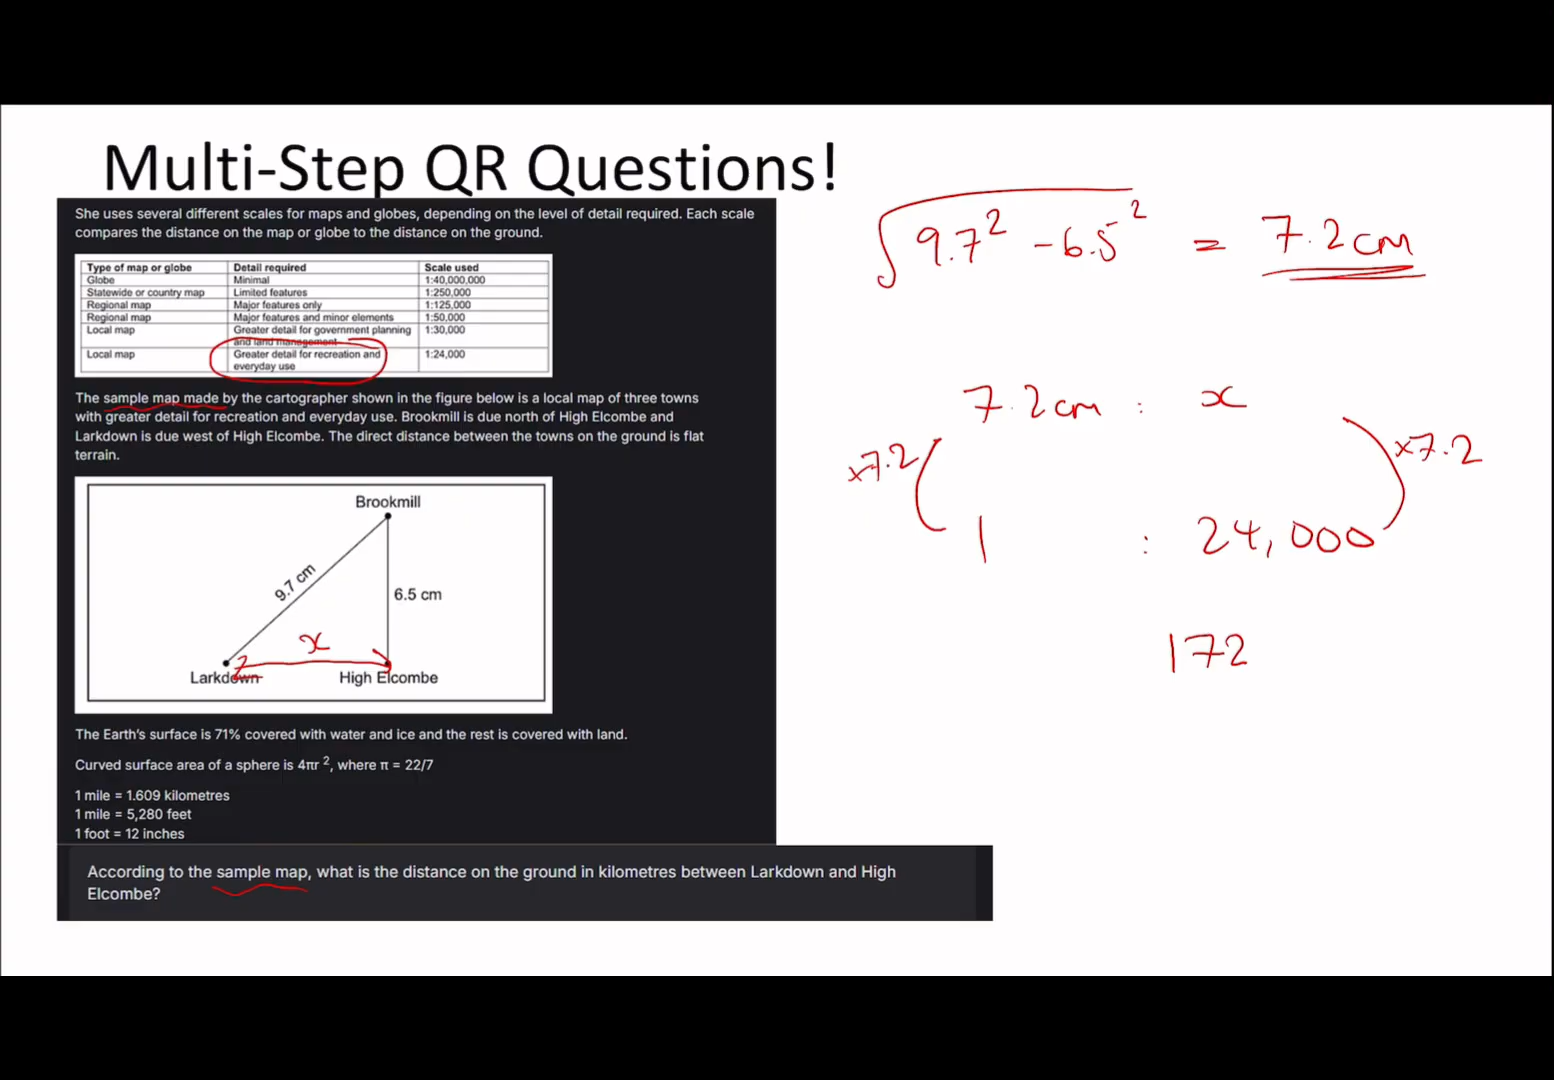 Multi-Step QR Questions!
She uses several different scales for maps and globes, depending on the level of detail required. Each scale
compares the distance on the map or globe to the distance on the ground.
Type of map or globe Detail required Scale used
Globe Minimal 1:40,000,000
Statewide or country map Limited features 1:250,000
Regional map Major features only 1:125,000
Regional map Major features and minor elements 1:50,000
Local map Greater detail for government planning 1:30,000
and land management
Local map Greater detail for recreation and 1:24,000
everyday use
The sample map made by the cartographer shown in the figure below is a local map of three towns
with greater detail for recreation and everyday use. Brookmill is due north of High Elcombe and
Larkdown is due west of High Elcombe. The direct distance between the towns on the ground is flat
terrain.
Brookmill
9.7 cm
6.5 cm
x
Larkdown
High Elcombe
The Earth's surface is 71% covered with water and ice and the rest is covered with land.
Curved surface area of a sphere is 4πr ², where π = 22/7
1 mile = 1.609 kilometres
1 mile = 5,280 feet
1 foot = 12 inches
According to the sample map, what is the distance on the ground in kilometres between Larkdown and High
Elcombe?
√9.7² - 6.5² = 7.2cm
7.2cm : x
x7.2 x7.2
1 : 24,000
172